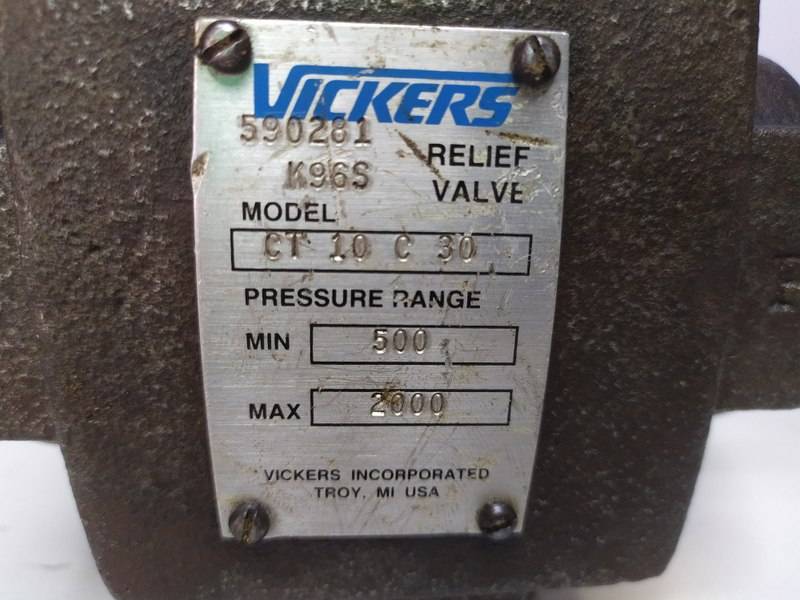 VICKERS
590281
K96S
RELIEF
VALVE
MODEL
CT 10 C 30
PRESSURE RANGE
MIN 500
MAX 2000
VICKERS INCORPORATED
TROY, MI USA